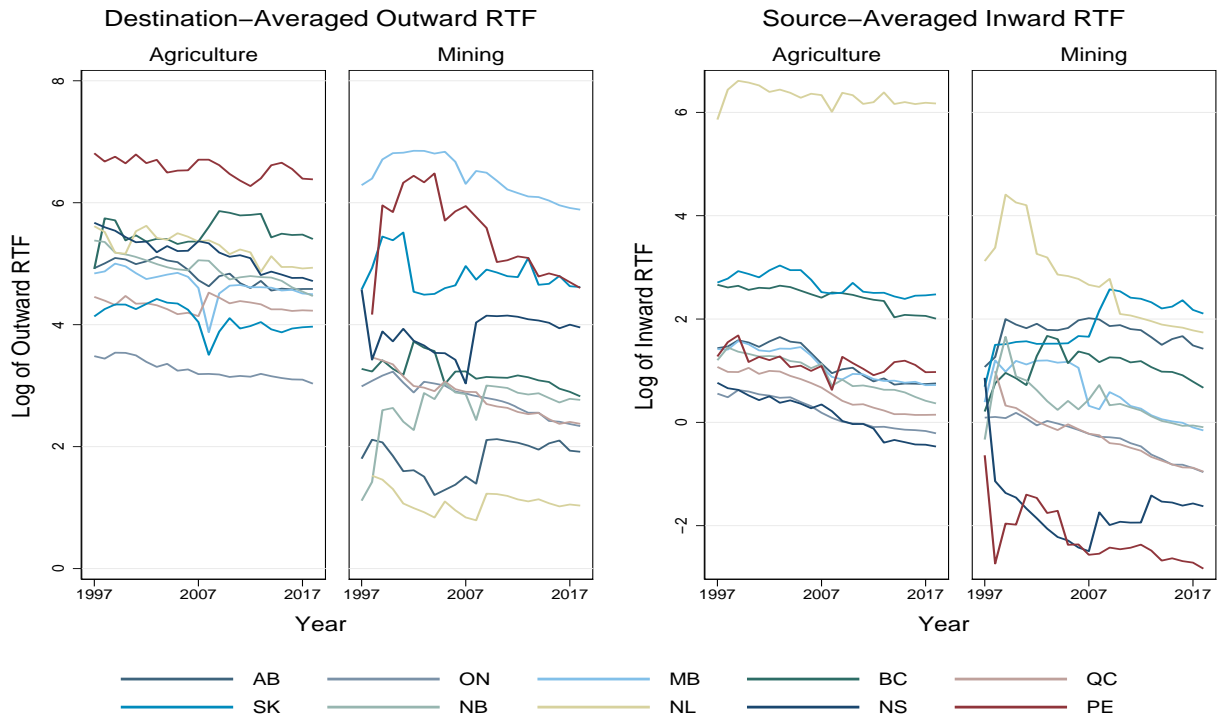 Destination−Averaged Outward RTF
Agriculture Mining
Log of Outward RTF
8
6
4
2
0
1997 2007 2017 1997 2007 2017
Year
Source−Averaged Inward RTF
Agriculture Mining
Log of Inward RTF
6
4
2
0
−2
1997 2007 2017 1997 2007 2017
Year
AB ON MB BC QC
SK NB NL NS PE